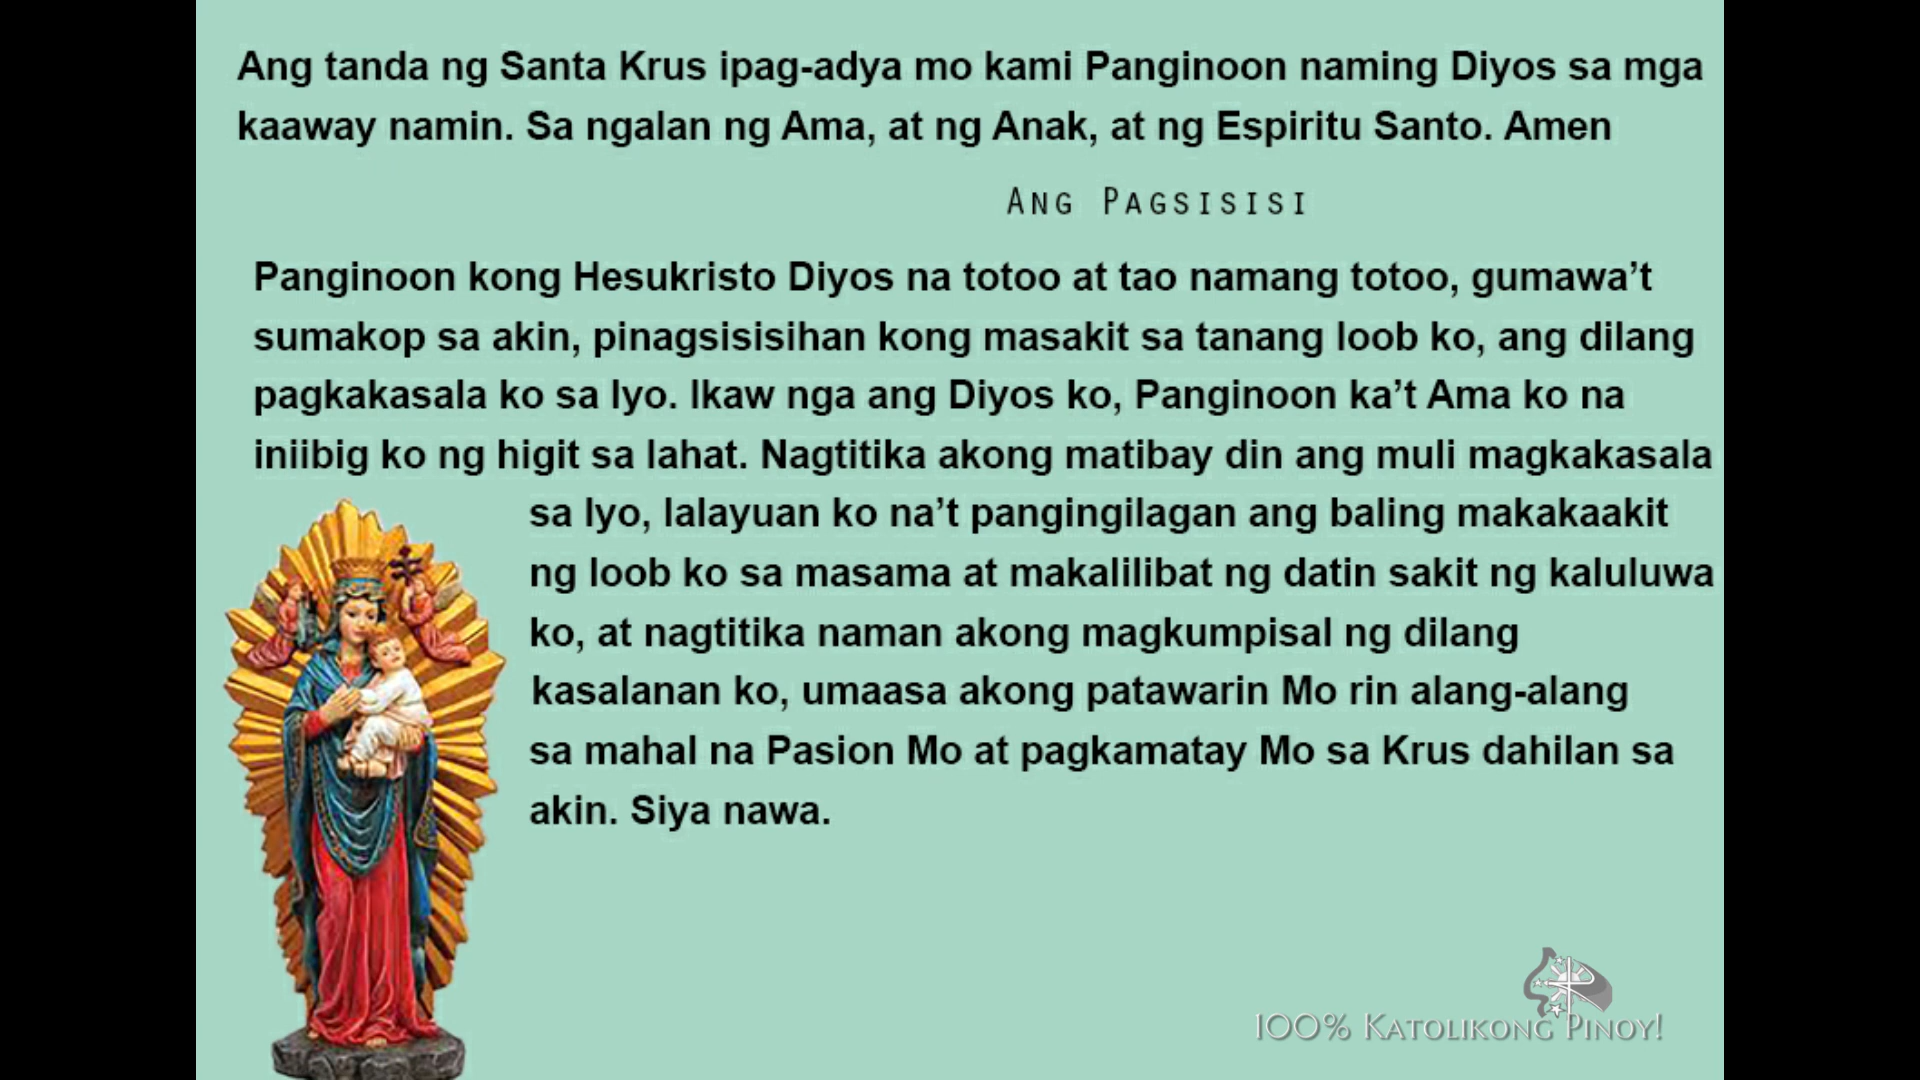 Ang tanda ng Santa Krus ipag-adya mo kami Panginoon naming Diyos sa mga
kaaway namin. Sa ngalan ng Ama, at ng Anak, at ng Espiritu Santo. Amen
Ang Pagsisisi
Panginoon kong Hesukristo Diyos na totoo at tao namang totoo, gumawa’t
sumakop sa akin, pinagsisisihan kong masakit sa tanang loob ko, ang dilang
pagkakasala ko sa Iyo. Ikaw nga ang Diyos ko, Panginoon ka’t Ama ko na
iniibig ko ng higit sa lahat. Nagtitika akong matibay din ang muli magkakasala
sa Iyo, lalayuan ko na’t pangingilagan ang baling makakaakit
ng loob ko sa masama at makalilibat ng datin sakit ng kaluluwa
ko, at nagtitika naman akong magkumpisal ng dilang
kasalanan ko, umaasa akong patawarin Mo rin alang-alang
sa mahal na Pasion Mo at pagkamatay Mo sa Krus dahilan sa
akin. Siya nawa.
100% Katolikong Pinoy!